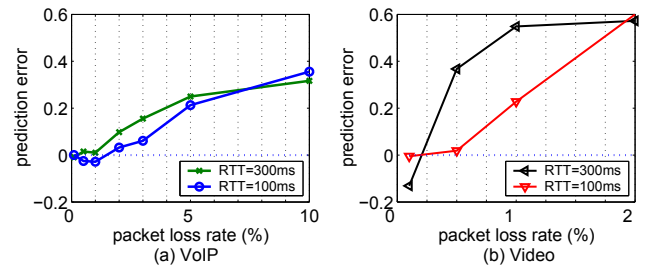 prediction error
0.6
0.4
0.2
0
−0.2
RTT=300ms
RTT=100ms
0
5
10
packet loss rate (%)
(a) VoIP
prediction error
0.6
0.4
0.2
0
−0.2
RTT=300ms
RTT=100ms
0
1
2
packet loss rate (%)
(b) Video